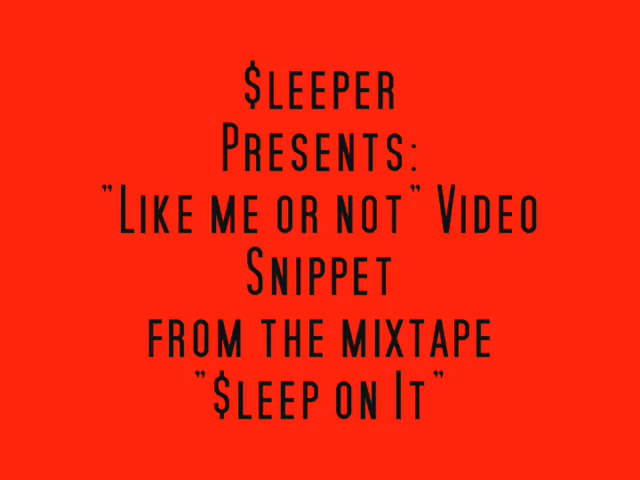 $leeper
Presents:
"Like me or not" Video
Snippet
from the mixtape
"$leep on It"